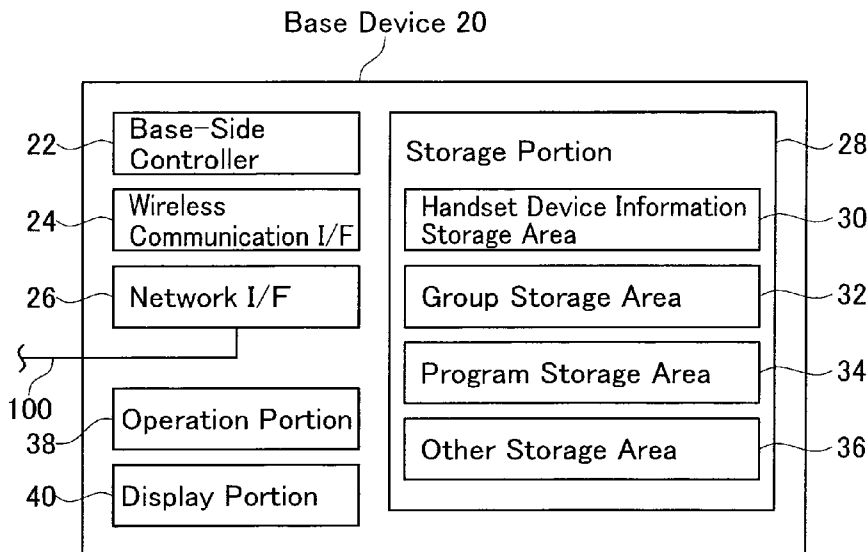 Base Device 20
22
Base-Side
Controller
24
Wireless
Communication I/F
26
Network I/F
100
38
Operation Portion
40
Display Portion
Storage Portion
28
Handset Device Information
Storage Area
30
Group Storage Area
32
Program Storage Area
34
Other Storage Area
36